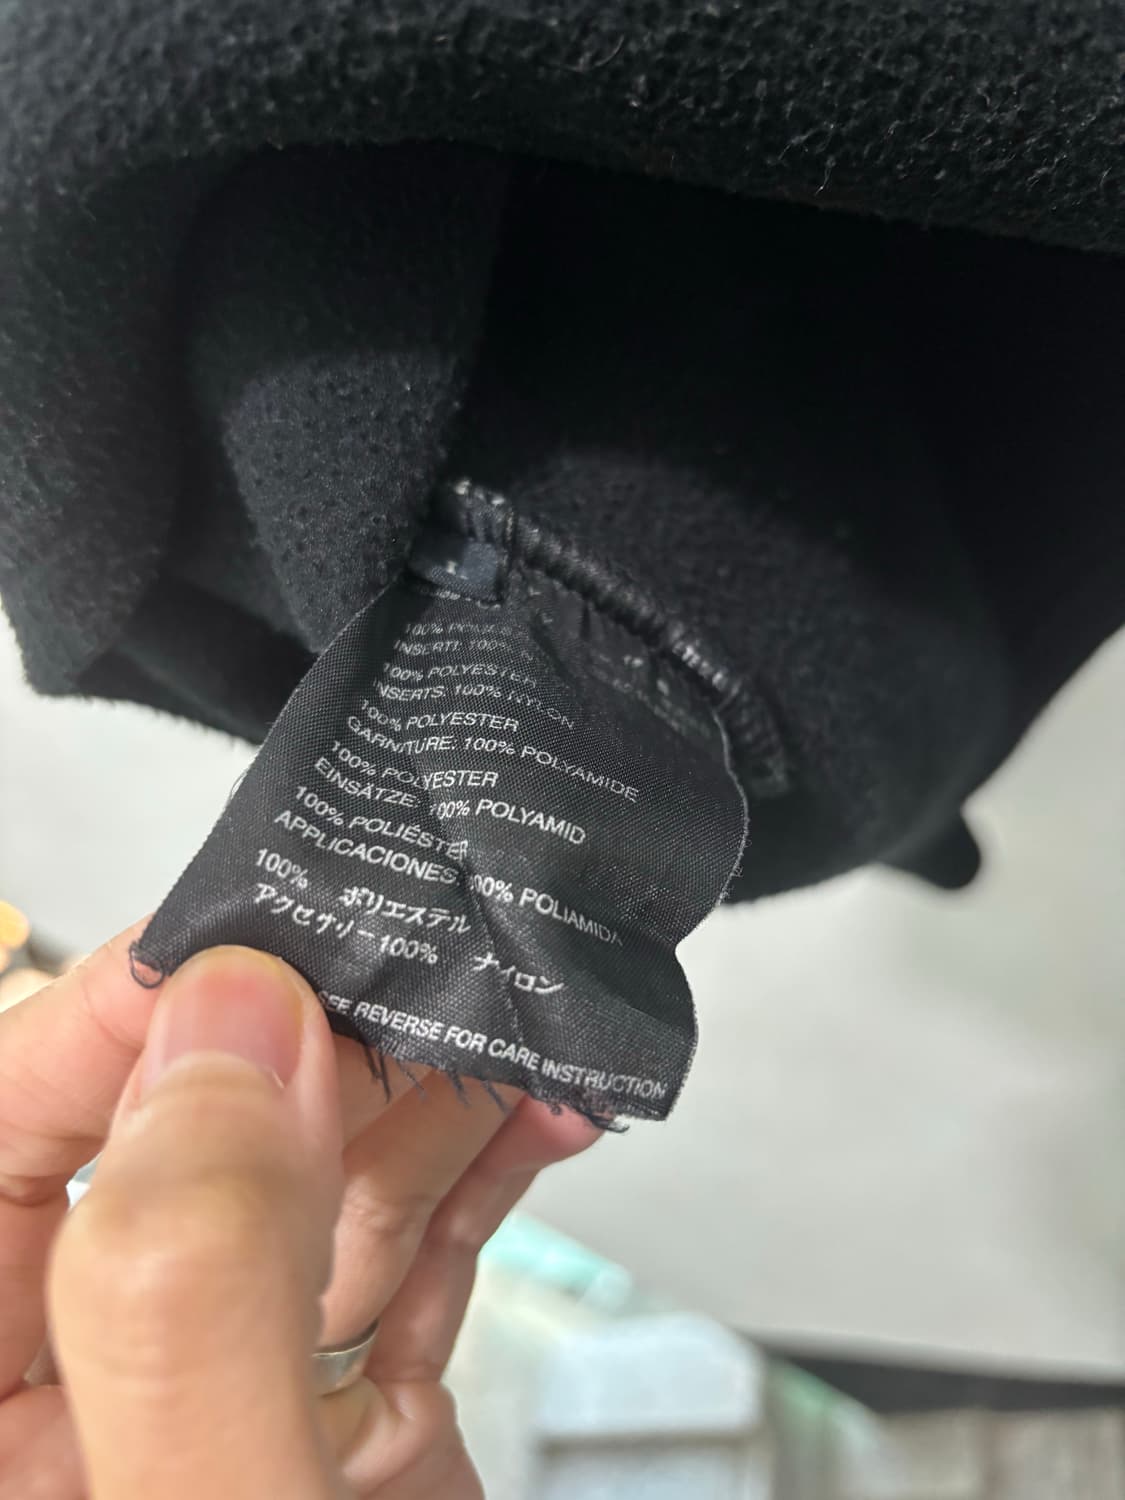 INSERTI: 100%
100% POLYESTER
INSERTS: 100% NYLON
100% POLYESTER
GARNITURE: 100% POLYAMIDE
100% POLYESTER
EINSÄTZE: 100% POLYAMID
100% POLIÉSTER
APPLICACIONES 100% POLIAMIDA
100% ポリエステル
アクセサリー100% ナイロン
SEE REVERSE FOR CARE INSTRUCTION